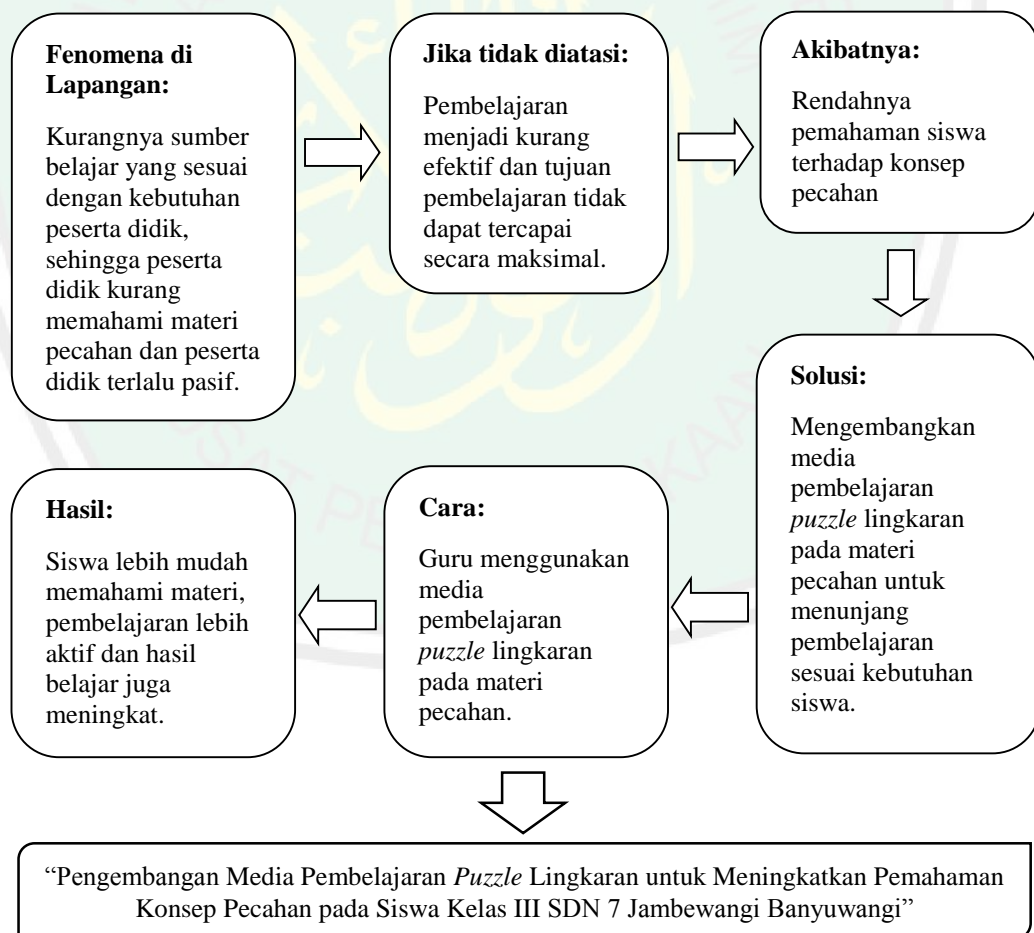 Fenomena di
Lapangan:
Kurangnya sumber
belajar yang sesuai
dengan kebutuhan
peserta didik,
sehingga peserta
didik kurang
memahami materi
pecahan dan peserta
didik terlalu pasif.
Jika tidak diatasi:
Pembelajaran
menjadi kurang
efektif dan tujuan
pembelajaran tidak
dapat tercapai
secara maksimal.
Akibatnya:
Rendahnya
pemahaman siswa
terhadap konsep
pecahan
Solusi:
Mengembangkan
media
pembelajaran
puzzle lingkaran
pada materi
pecahan untuk
menunjang
pembelajaran
sesuai kebutuhan
siswa.
Cara:
Guru menggunakan
media
pembelajaran
puzzle lingkaran
pada materi
pecahan.
Hasil:
Siswa lebih mudah
memahami materi,
pembelajaran lebih
aktif dan hasil
belajar juga
meningkat.
“Pengembangan Media Pembelajaran Puzzle Lingkaran untuk Meningkatkan Pemahaman
Konsep Pecahan pada Siswa Kelas III SDN 7 Jambewangi Banyuwangi”